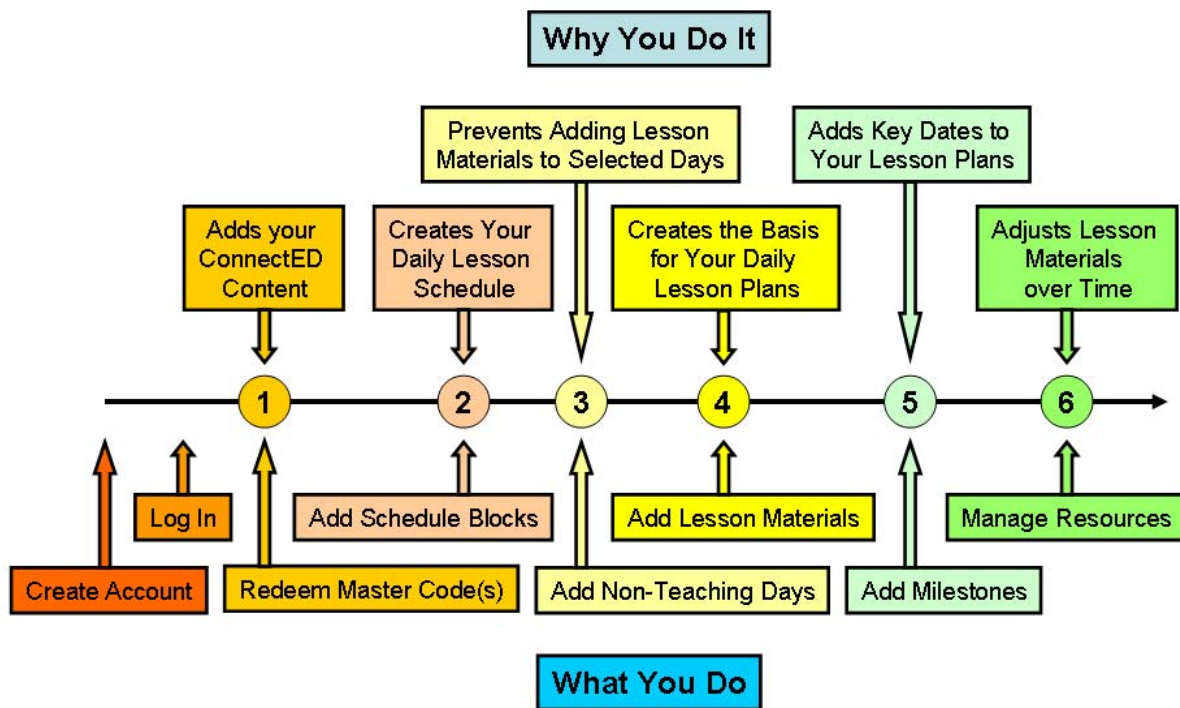 Why You Do It
Prevents Adding Lesson
Materials to Selected Days
Adds Key Dates to
Your Lesson Plans
Adds your
ConnectED
Content
Creates Your
Daily Lesson
Schedule
Creates the Basis
for Your Daily
Lesson Plans
Adjusts Lesson
Materials
over Time
1
2
3
4
5
6
Log In
Add Schedule Blocks
Add Lesson Materials
Manage Resources
Create Account
Redeem Master Code(s)
Add Non-Teaching Days
Add Milestones
What You Do